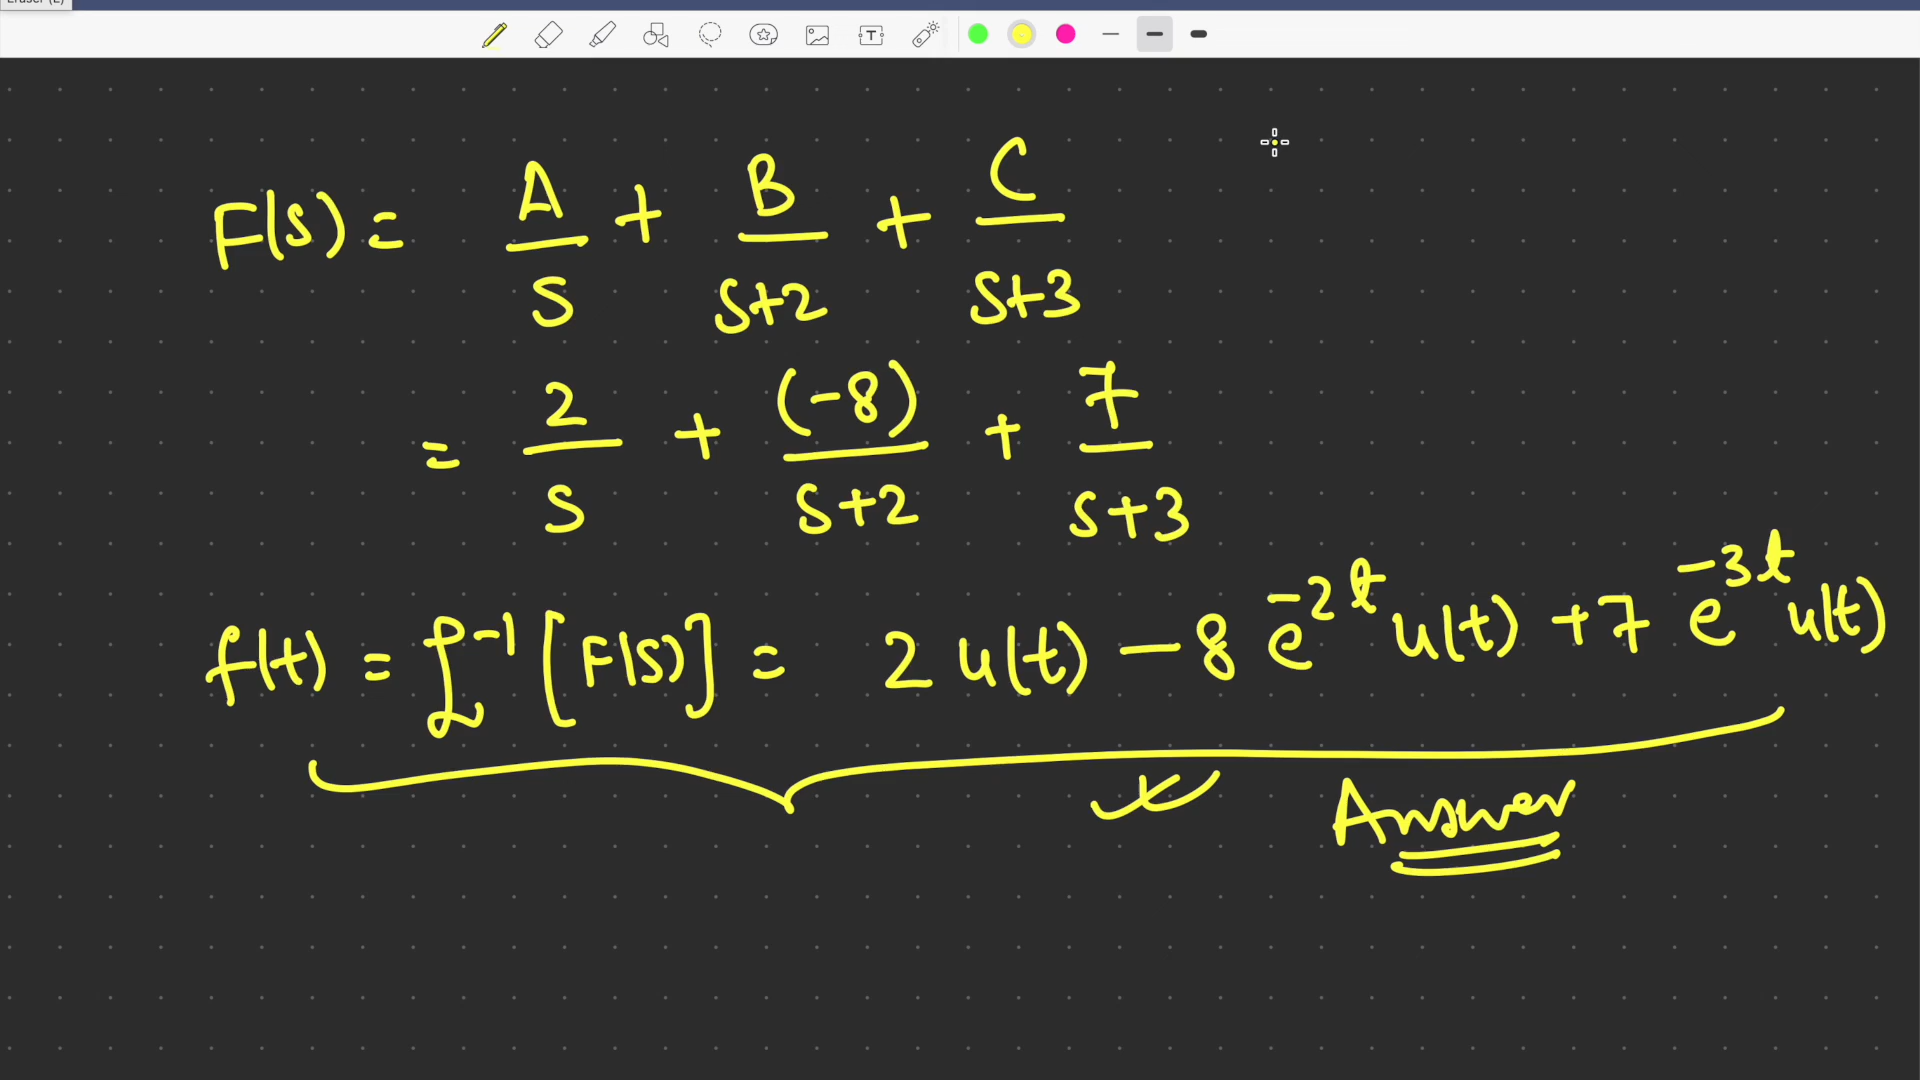 F(s) = A/s + B/s+2 + C/s+3
= 2/s + (-8)/s+2 + 7/s+3
f(t) = ℒ⁻¹ [F(s)] = 2 u(t) - 8 e^-2t u(t) + 7 e^-3t u(t)
Answer